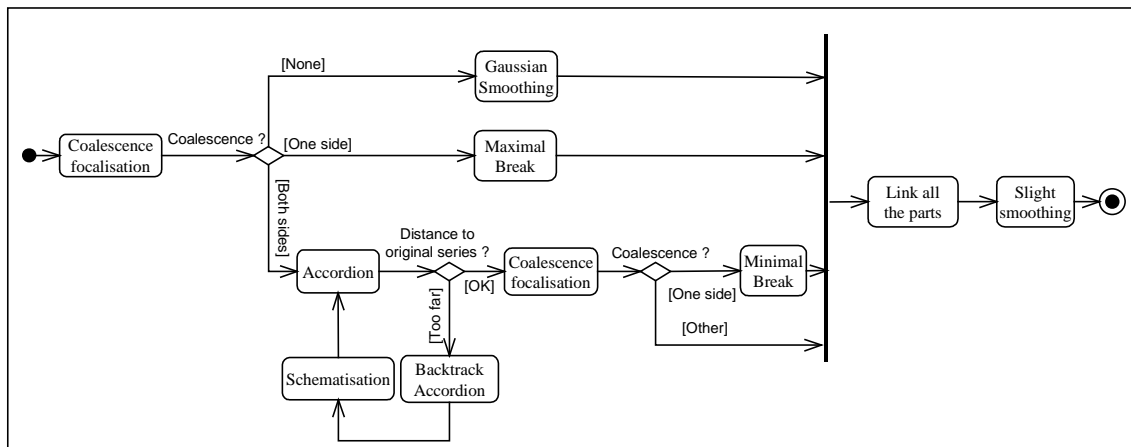 [None]
Gaussian
Smoothing
Coalescence
focalisation
Coalescence ?
[One side]
Maximal
Break
[Both sides]
Link all
the parts
Slight
smoothing
Accordion
Distance to
original series ?
[OK]
[Too far]
Coalescence
focalisation
Coalescence ?
[One side]
Minimal
Break
[Other]
Schematisation
Backtrack
Accordion